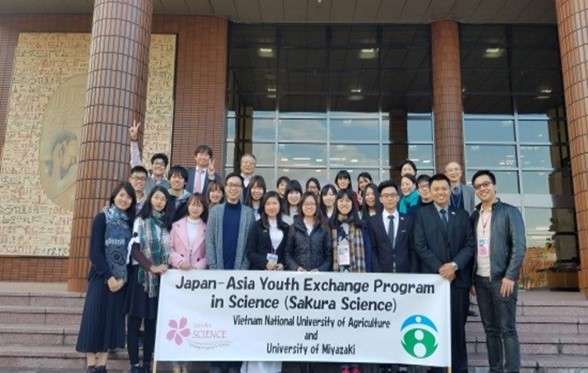 Japan-Asia Youth Exchange Program
in Science (Sakura Science)
Vietnam National University of Agriculture
and
University of Miyazaki
SCIENCE